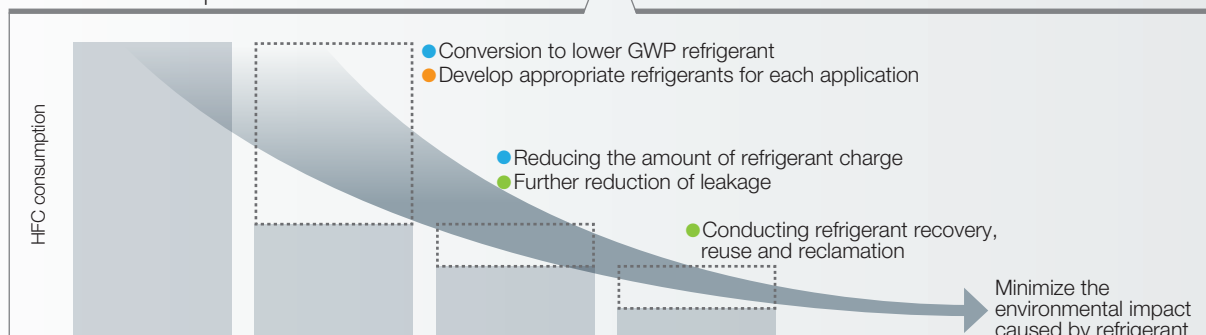 HFC consumption
Conversion to lower GWP refrigerant
Develop appropriate refrigerants for each application
Reducing the amount of refrigerant charge
Further reduction of leakage
Conducting refrigerant recovery,
reuse and reclamation
Minimize the
environmental impact
caused by refrigerant